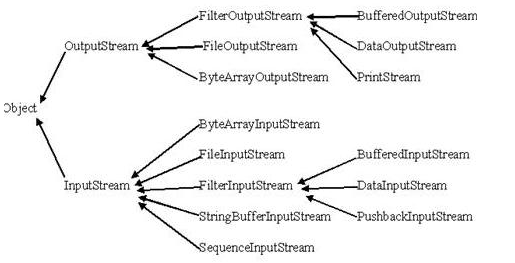 FilterOutputStream BufferedOutputStream
OutputStream FileOutputStream DataOutputStream
ByteArrayOutputStream PrintStream
Object
ByteArrayInputStream
FileInputStream BufferedInputStream
InputStream FilterInputStream DataInputStream
StringBufferInputStream PushbackInputStream
SequenceInputStream